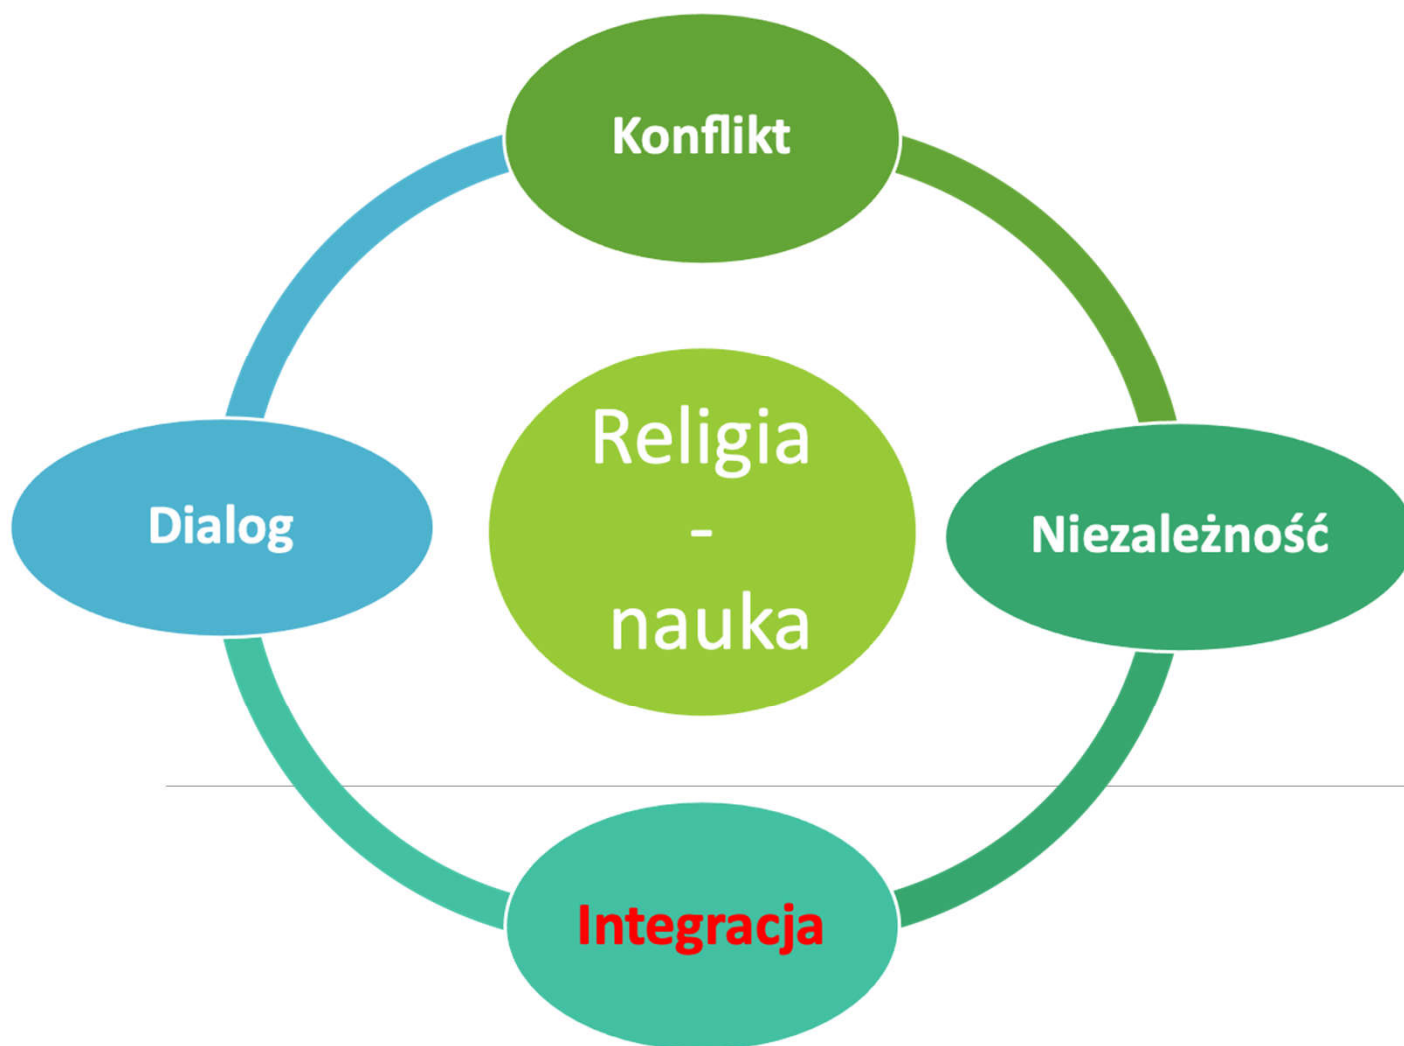 Konflikt
Religia
-
nauka
Dialog
Niezależność
Integracja